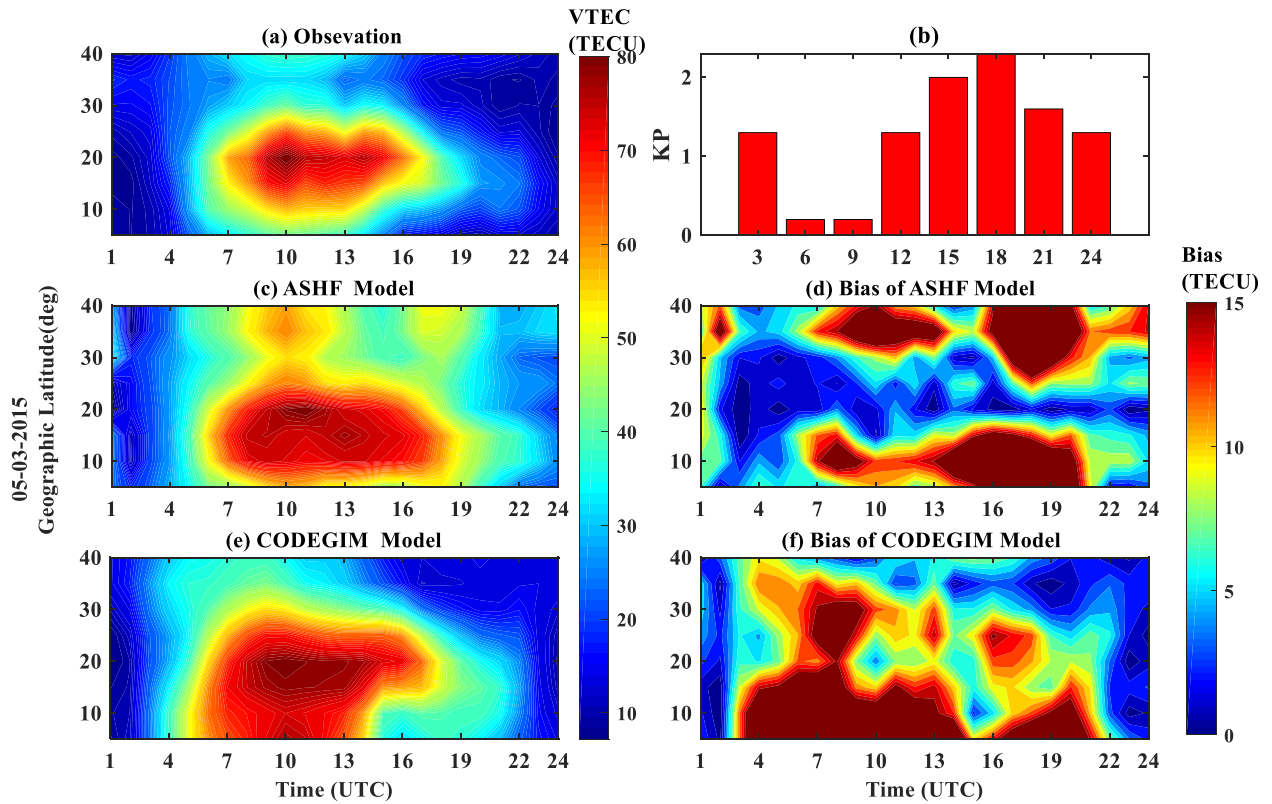 VTEC
(TECU)
(a) Obsevation
40
30
20
10
1 4 7 10 13 16 19 22 24
80
70
60
50
40
30
20
10
(b)
KP
2
1
0
3 6 9 12 15 18 21 24
05-03-2015
Geographic Latitude(deg)
(c) ASHF Model
40
30
20
10
1 4 7 10 13 16 19 22 24
(d) Bias of ASHF Model
40
30
20
10
1 4 7 10 13 16 19 22 24
Bias
(TECU)
15
10
5
0
(e) CODEGIM Model
40
30
20
10
1 4 7 10 13 16 19 22 24
Time (UTC)
(f) Bias of CODEGIM Model
40
30
20
10
1 4 7 10 13 16 19 22 24
Time (UTC)